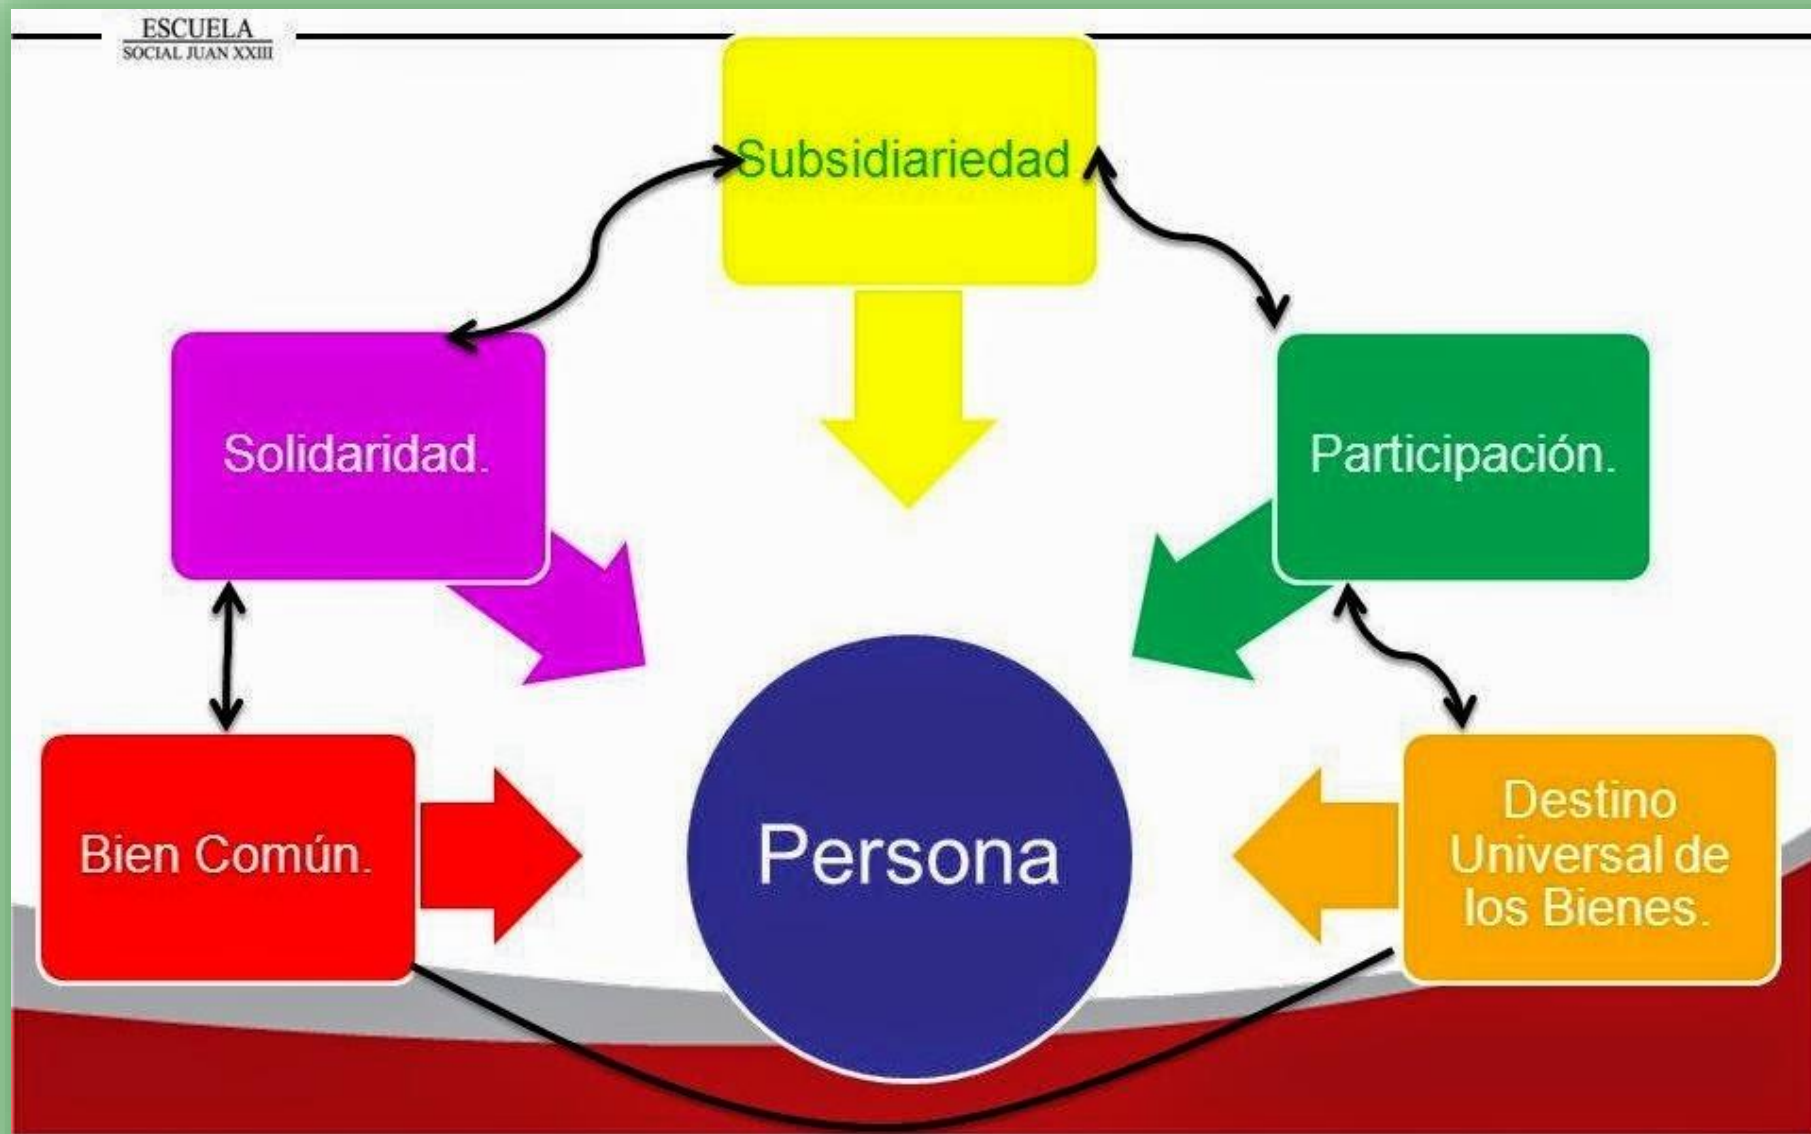 ESCUELA
SOCIAL JUAN XXIII
Subsidiariedad
Solidaridad.
Participación.
Bien Común.
Persona
Destino
Universal de
los Bienes.